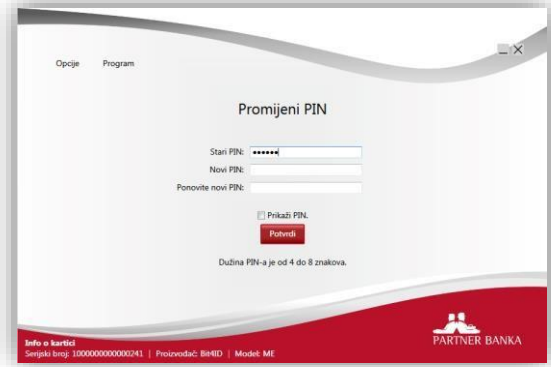 Opcije Program
Promijeni PIN
Stari PIN: ••••••
Novi PIN:
Ponovite novi PIN:
Prikaži PIN.
Potvrdi
Dužina PIN-a je od 4 do 8 znakova.
PARTNER BANKA
Info o kartici
Serijski broj: 1000000000000241 | Proizvođač: Bit4ID | Model: ME